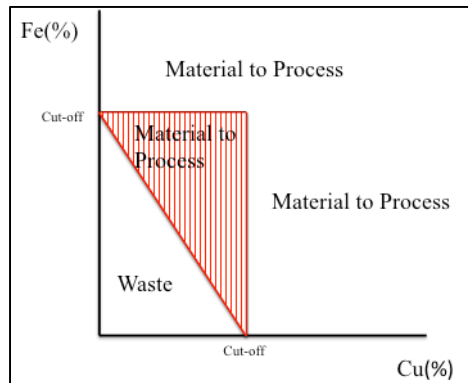 Fe(%)
Material to Process
Cut-off
Material to
Process
Material to Process
Waste
Cut-off
Cu(%)